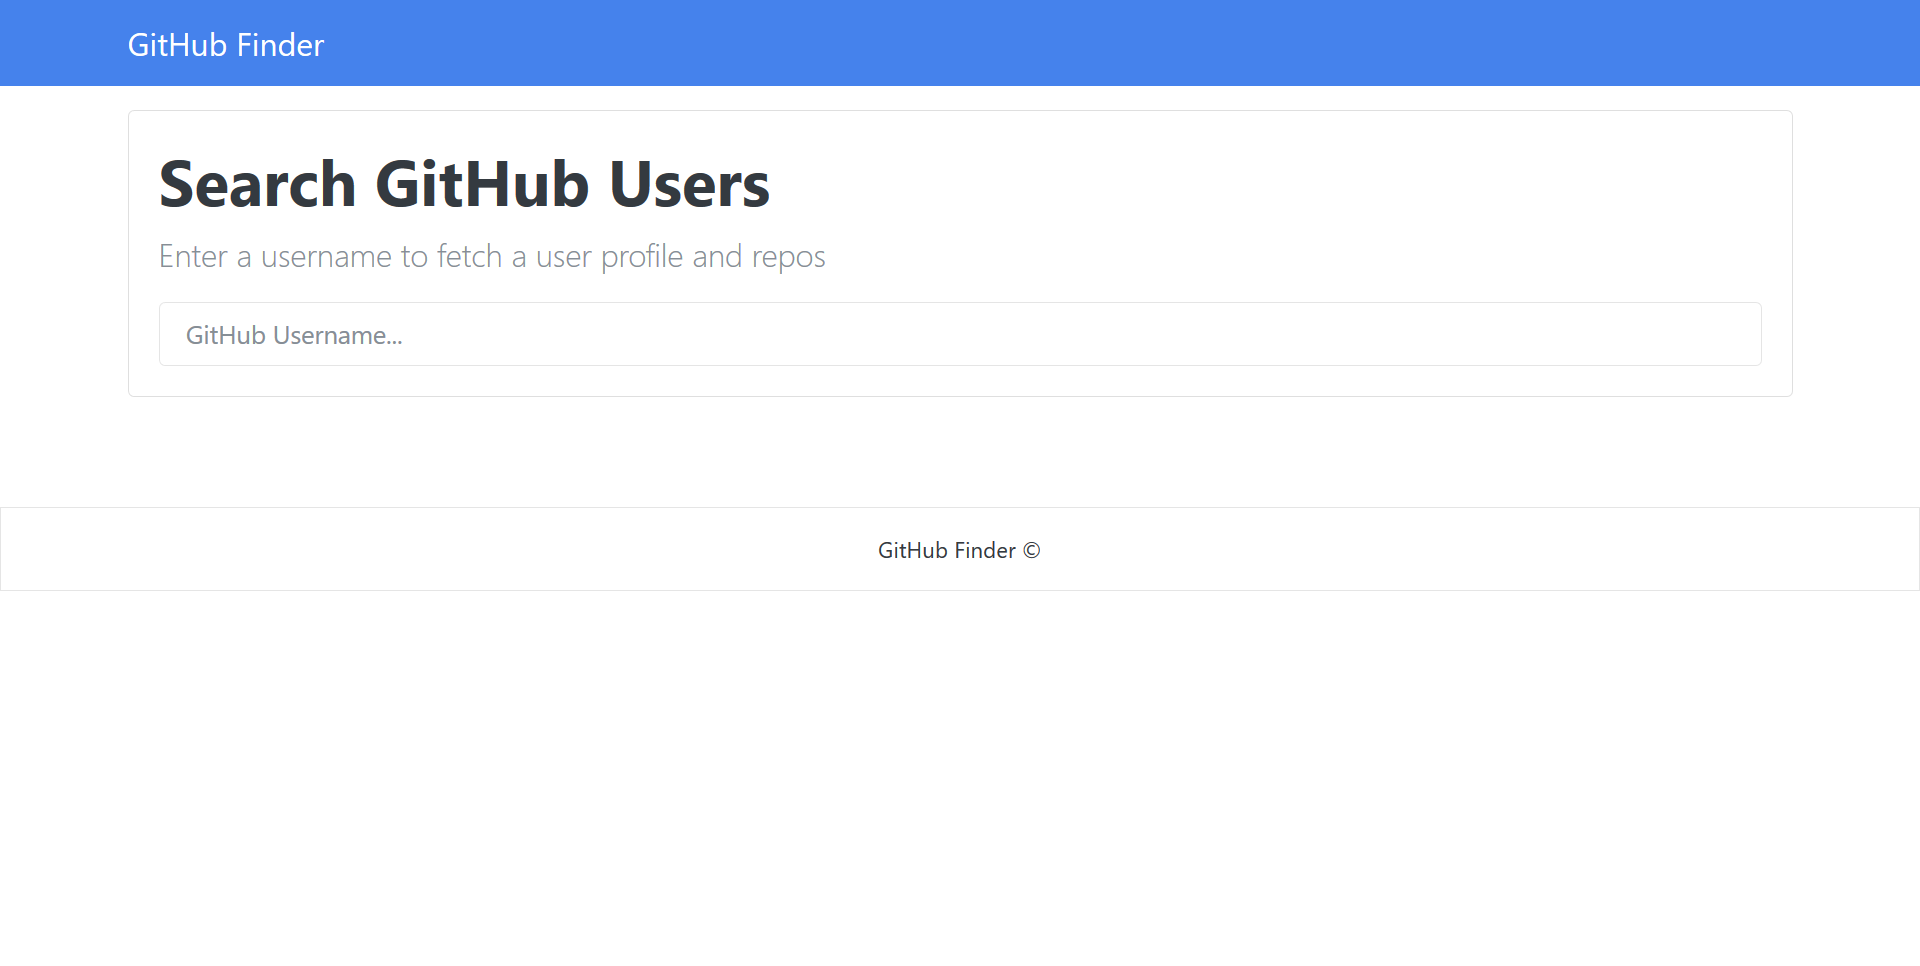 GitHub Finder
Search GitHub Users
Enter a username to fetch a user profile and repos
GitHub Username...
GitHub Finder ©